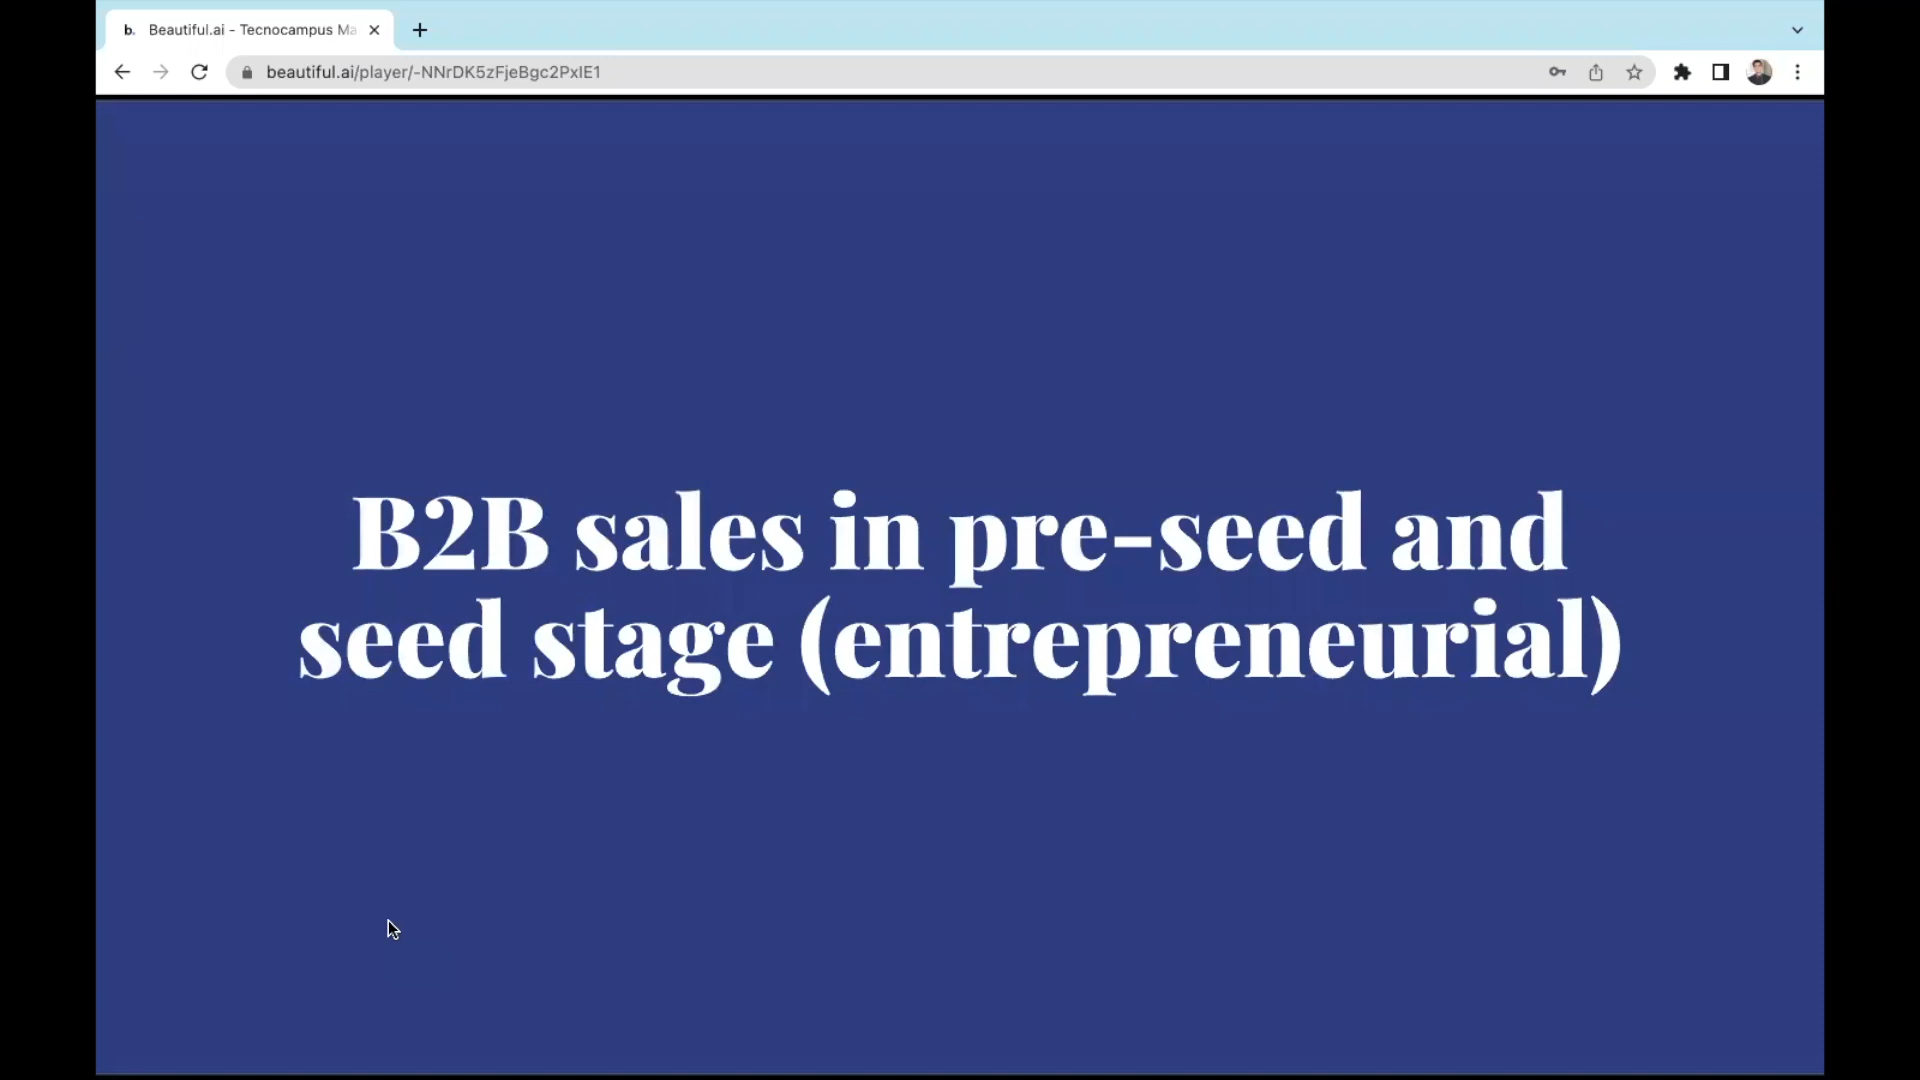 b. Beautiful.ai - Tecnocampus Ma
beautiful.ai/player/-NNrDK5zFjeBgc2PxIE1
B2B sales in pre-seed and
seed stage (entrepreneurial)